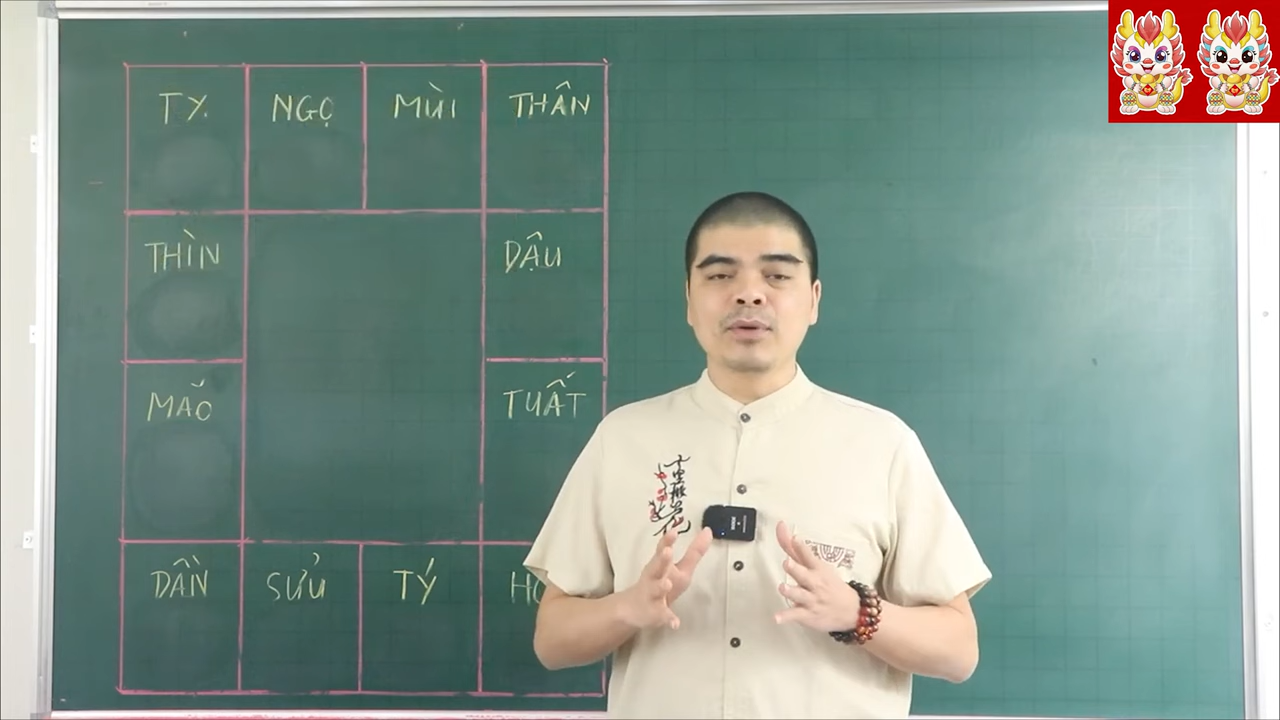 TỴ NGỌ MÙI THÂN
THÌN DẬU
MÃO TUẤT
DẦN SỬU TÝ